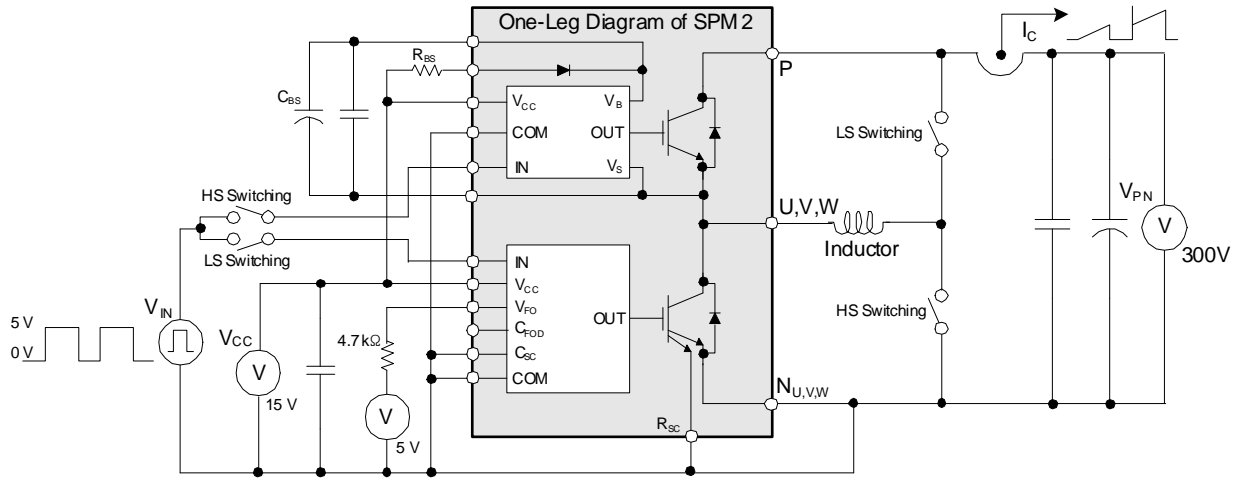 One-Leg Diagram of SPM 2
I_C
R_BS
P
C_BS
V_CC
V_B
COM
OUT
LS Switching
IN
V_S
HS Switching
U,V,W
V_PN
V
300V
Inductor
LS Switching
IN
V_CC
V_IN
V_FO
HS Switching
5 V
0 V
V_CC
OUT
C_FOD
4.7 kΩ
C_SC
V
COM
15 V
N_U,V,W
V
R_SC
5 V